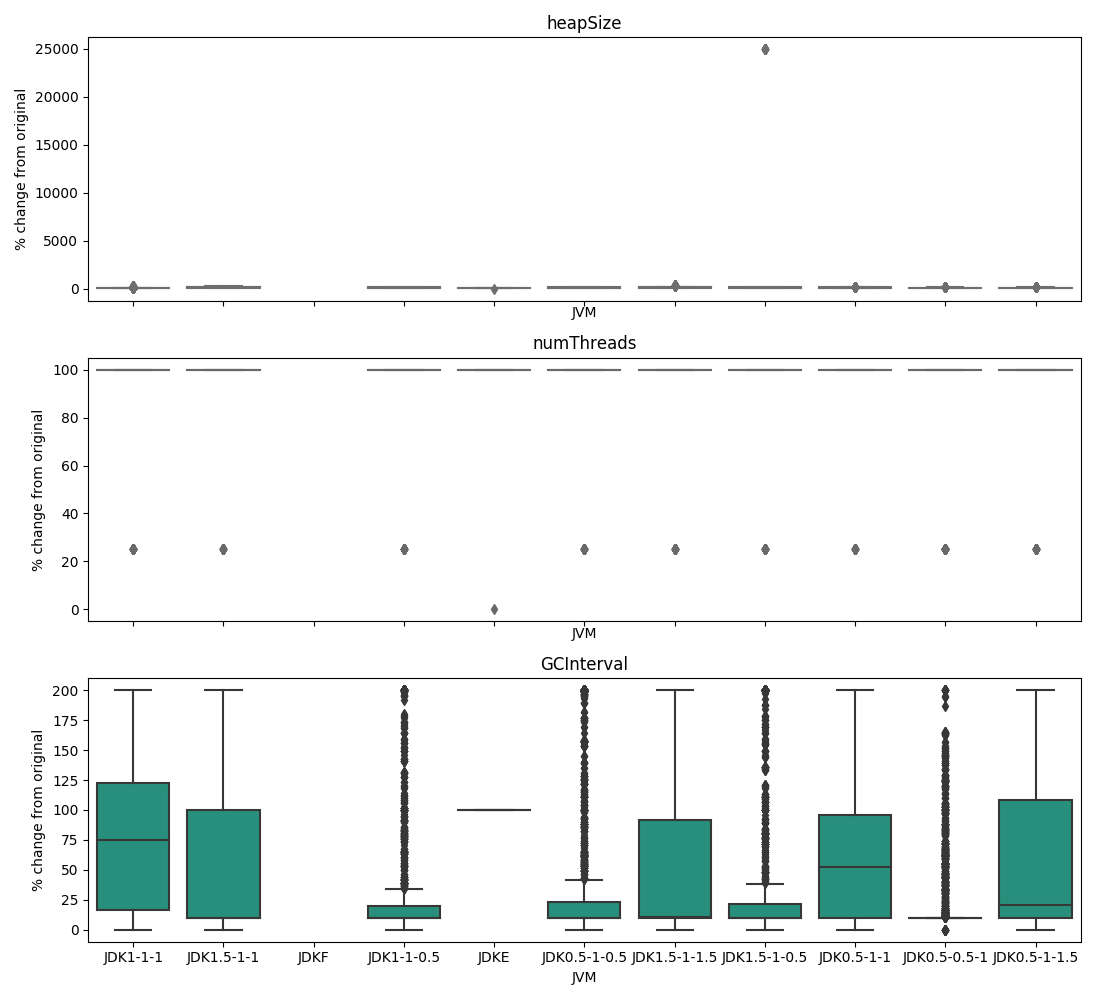 heapSize
% change from original
25000
20000
15000
10000
5000
0
JVM
numThreads
% change from original
100
80
60
40
20
0
JVM
GCInterval
% change from original
200
175
150
125
100
75
50
25
0
JDK1-1-1 JDK1.5-1-1 JDKF JDK1-1-0.5 JDKE JDK0.5-1-0.5 JDK1.5-1-1.5 JDK1.5-1-0.5 JDK0.5-1-1 JDK0.5-0.5-1 JDK0.5-1-1.5
JVM